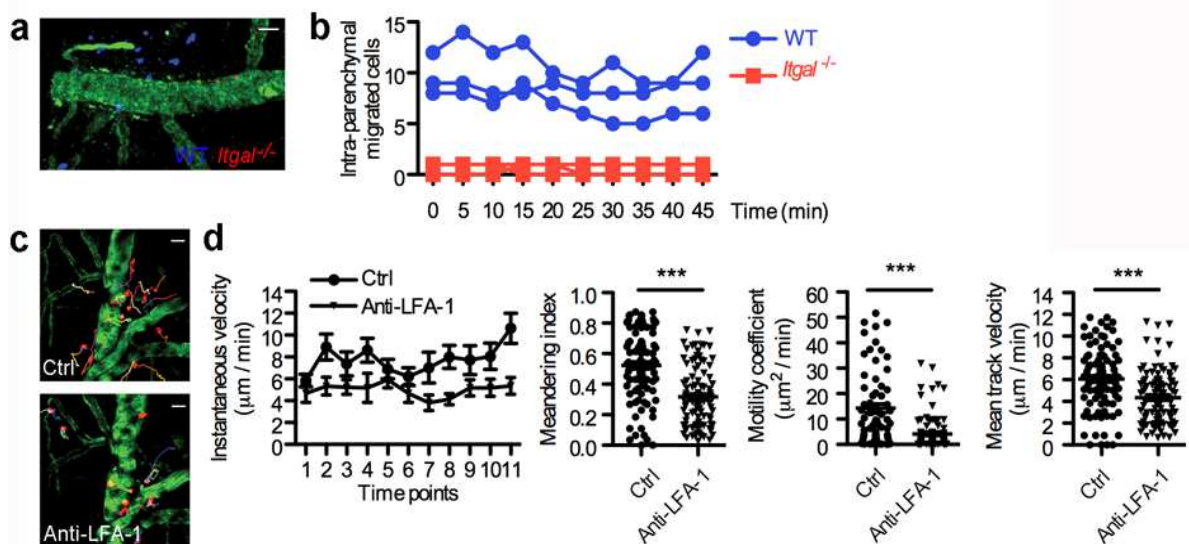 a
WT Itgal-/-
b
Intra-parenchymal
migrated cells
15
10
5
0
0 5 10 15 20 25 30 35 40 45 Time (min)
WT
Itgal -/-
c
Ctrl
Anti-LFA-1
d
Instantaneous velocity
(μm / min)
14
12
10
8
6
4
2
0
1 2 3 4 5 6 7 8 9 10 11
Time points
Ctrl
Anti-LFA-1
Meandering index
1.0
0.8
0.6
0.4
0.2
0.0
***
Ctrl
Anti-LFA-1
Motility coefficient
(μm2 / min)
60
50
40
30
20
10
0
***
Ctrl
Anti-LFA-1
Mean track velocity
(μm / min)
14
12
10
8
6
4
2
0
***
Ctrl
Anti-LFA-1